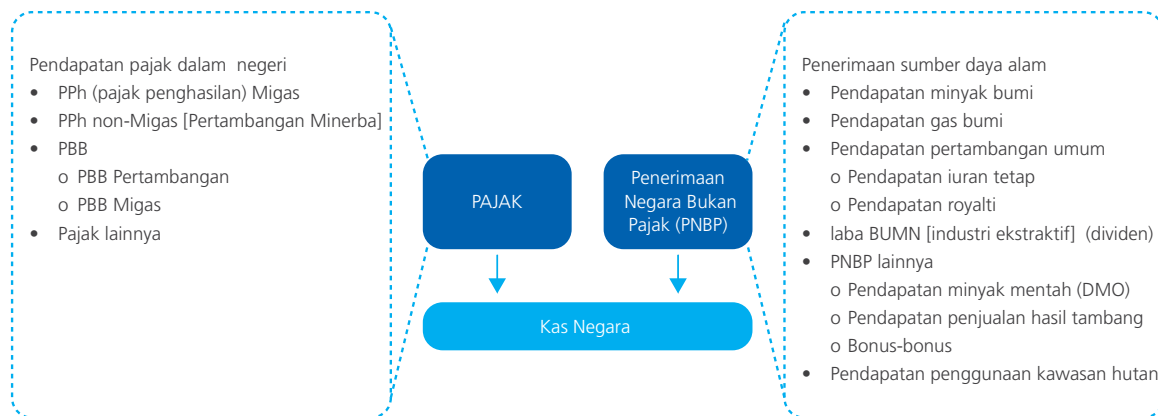 Pendapatan pajak dalam negeri
• PPh (pajak penghasilan) Migas
• PPh non-Migas [Pertambangan Minerba]
• PBB
o PBB Pertambangan
o PBB Migas
• Pajak lainnya
PAJAK
Penerimaan
Negara Bukan
Pajak (PNBP)
Kas Negara
Penerimaan sumber daya alam
• Pendapatan minyak bumi
• Pendapatan gas bumi
• Pendapatan pertambangan umum
o Pendapatan iuran tetap
o Pendapatan royalti
• laba BUMN [industri ekstraktif] (dividen)
• PNBP lainnya
o Pendapatan minyak mentah (DMO)
o Pendapatan penjualan hasil tambang
o Bonus-bonus
• Pendapatan penggunaan kawasan hutan